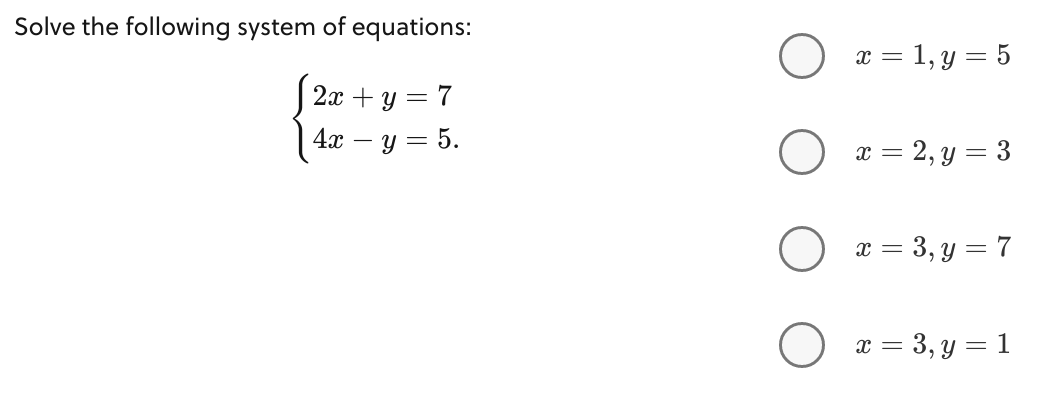 Solve the following system of equations:
2x + y = 7
4x − y = 5.
x = 1, y = 5
x = 2, y = 3
x = 3, y = 7
x = 3, y = 1